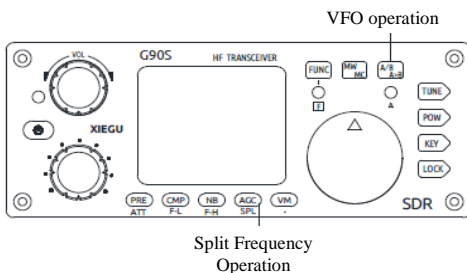 VFO operation
VOL
G90S
HF TRANSCEIVER
FUNC
MW
MC
A/B
A>B
F
A
TUNE
POW
KEY
LOCK
XIEGU
PRE
CMP
NB
AGC
VM
ATT
F-L
F-H
SPL
-
SDR
Split Frequency
Operation